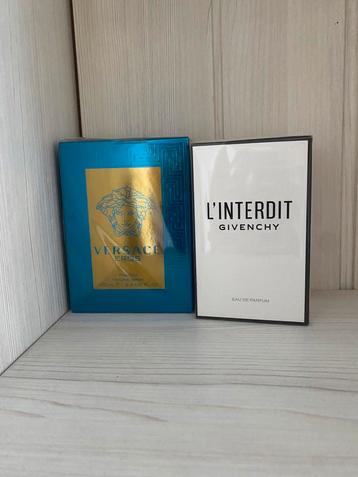 VERSACE
EROS
L'INTERDIT
GIVENCHY
EAU DE PARFUM